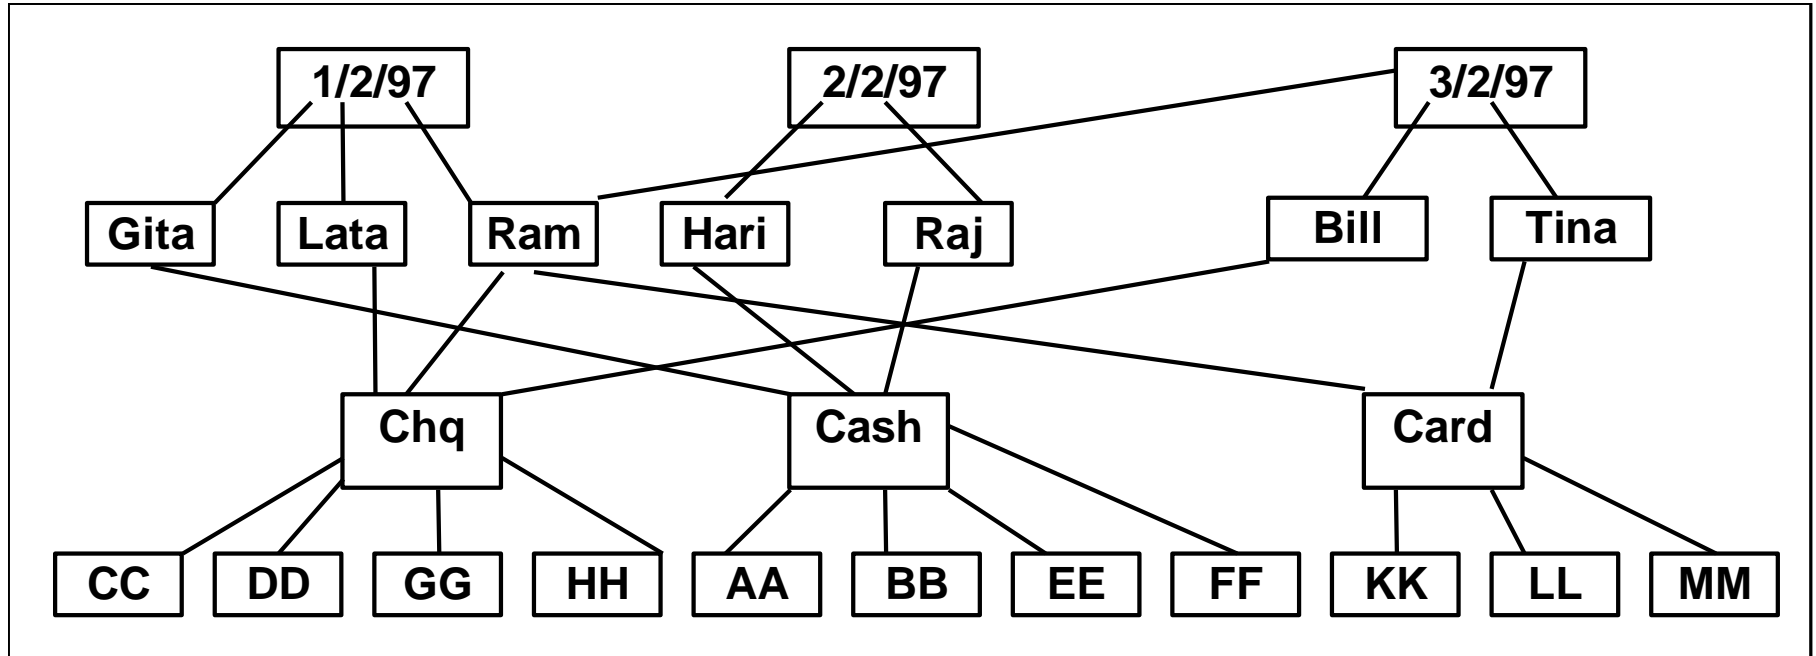 1/2/97 2/2/97 3/2/97
Gita Lata Ram Hari Raj Bill Tina
Chq Cash Card
CC DD GG HH AA BB EE FF KK LL MM